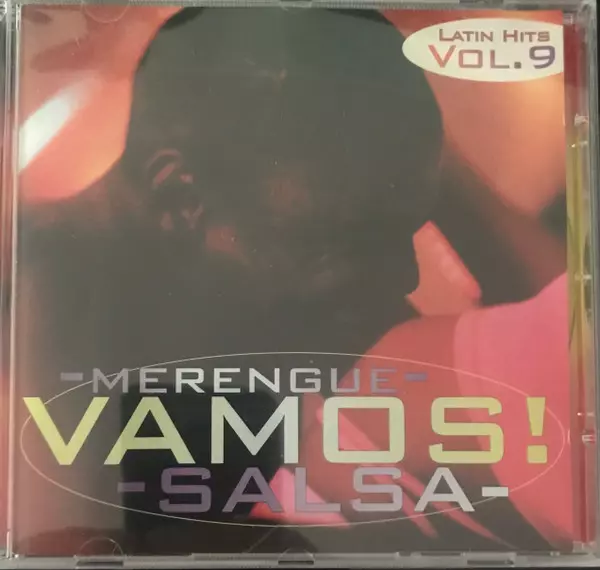 LATIN HITS
VOL.9
-MERENGUE-
VAMOS!
-SALSA-